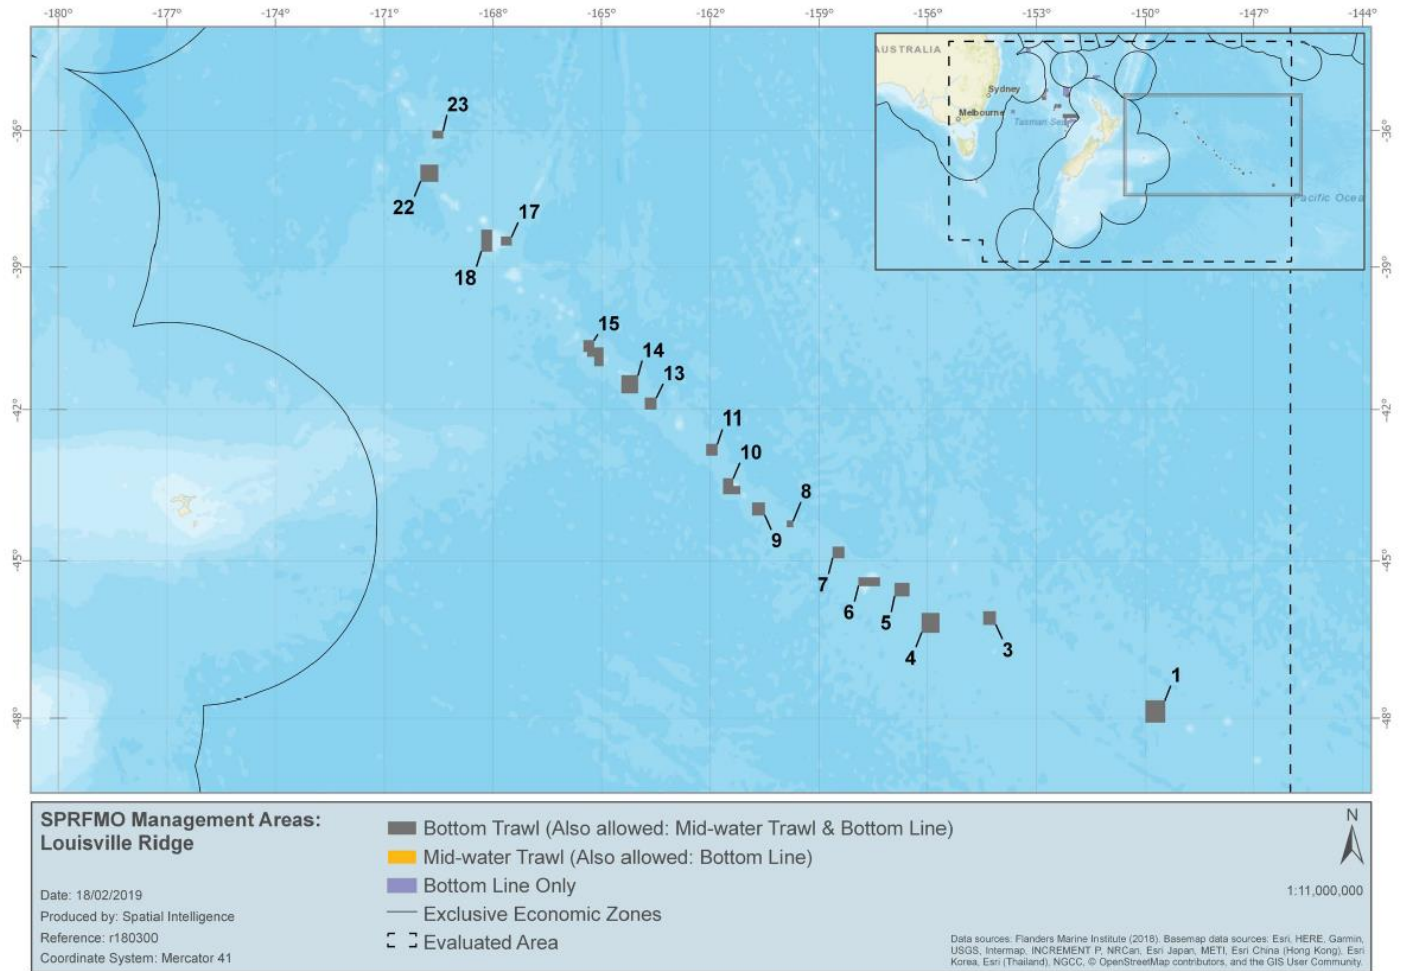 -180° -177° -174° -171° -168° -165° -162° -159° -156° -153° -150° -147° -144°
AUSTRALIA
Sydney
Melbourne
Tasman Sea
Pacific Ocea
23
-36° -36°
22
17
18
-39° -39°
15
14
13
-42° -42°
11
10
8
9
-45° -45°
7
6
5
4
3
1
-48° -48°
SPRFMO Management Areas:
Louisville Ridge
Date: 18/02/2019
Produced by: Spatial Intelligence
Reference: r180300
Coordinate System: Mercator 41
Bottom Trawl (Also allowed: Mid-water Trawl & Bottom Line)
Mid-water Trawl (Also allowed: Bottom Line)
Bottom Line Only
Exclusive Economic Zones
Evaluated Area
N
1:11,000,000
Data sources: Flanders Marine Institute (2018). Basemap data sources: Esri, HERE, Garmin,
USGS, Intermap, INCREMENT P, NRCan, Esri Japan, METI, Esri China (Hong Kong), Esri
Korea, Esri (Thailand), NGCC, © OpenStreetMap contributors, and the GIS User Community.